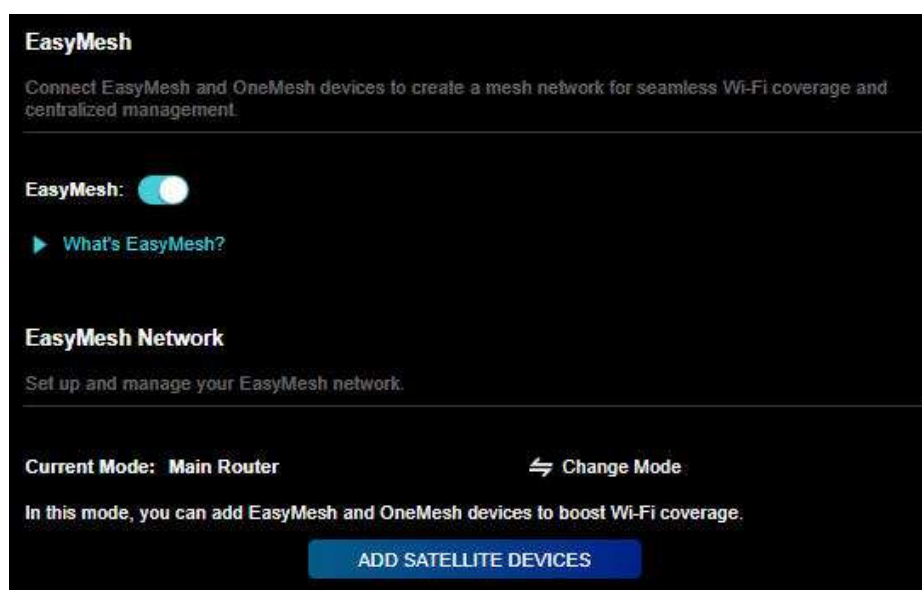 EasyMesh
Connect EasyMesh and OneMesh devices to create a mesh network for seamless Wi-Fi coverage and
centralized management.
EasyMesh:
What's EasyMesh?
EasyMesh Network
Set up and manage your EasyMesh network.
Current Mode: Main Router Change Mode
In this mode, you can add EasyMesh and OneMesh devices to boost Wi-Fi coverage.
ADD SATELLITE DEVICES